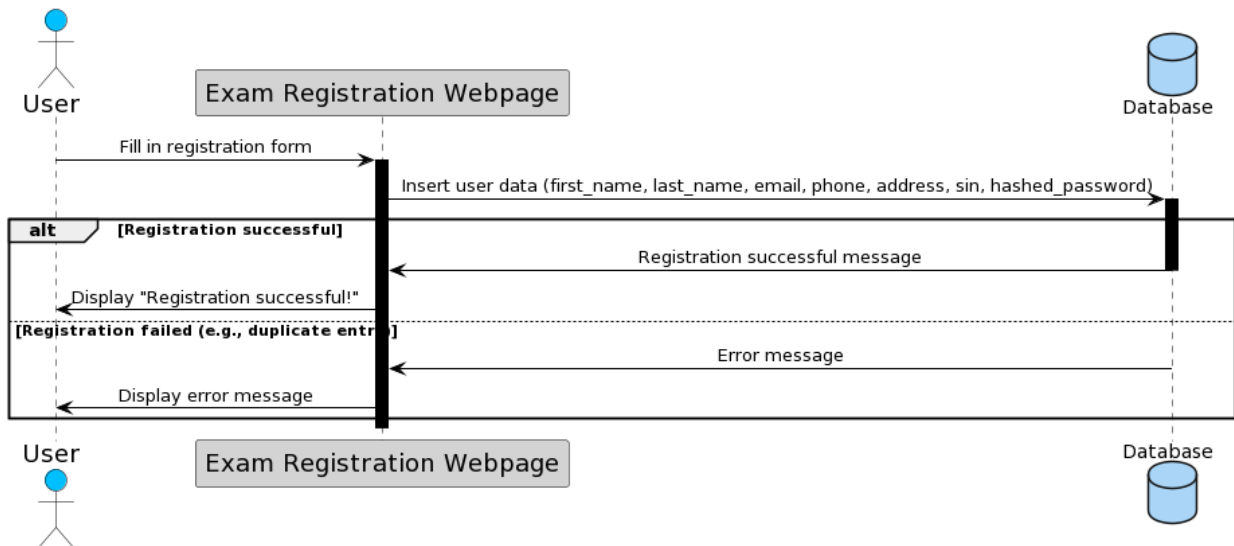 User
Exam Registration Webpage
Database
Fill in registration form
Insert user data (first_name, last_name, email, phone, address, sin, hashed_password)
alt [Registration successful]
Registration successful message
Display "Registration successful!"
[Registration failed (e.g., duplicate entry)]
Error message
Display error message
User
Exam Registration Webpage
Database